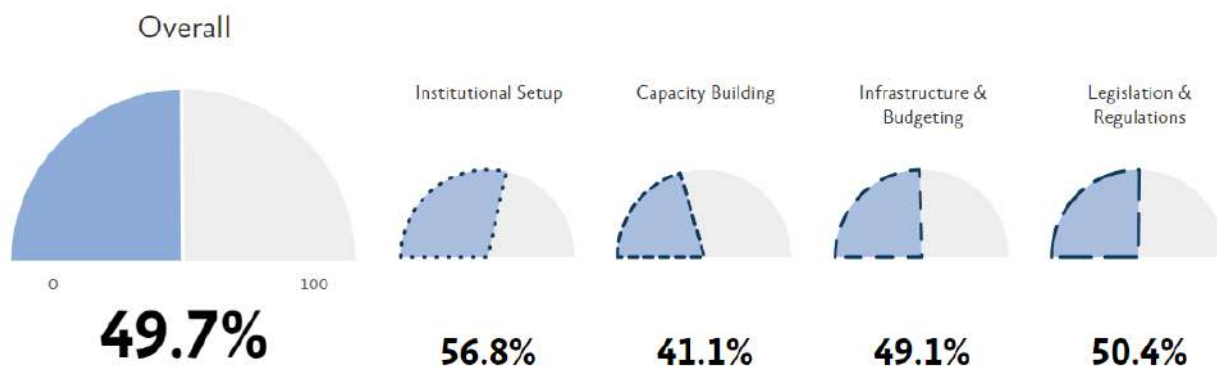 Overall
0
100
49.7%
Institutional Setup
56.8%
Capacity Building
41.1%
Infrastructure &
Budgeting
49.1%
Legislation &
Regulations
50.4%